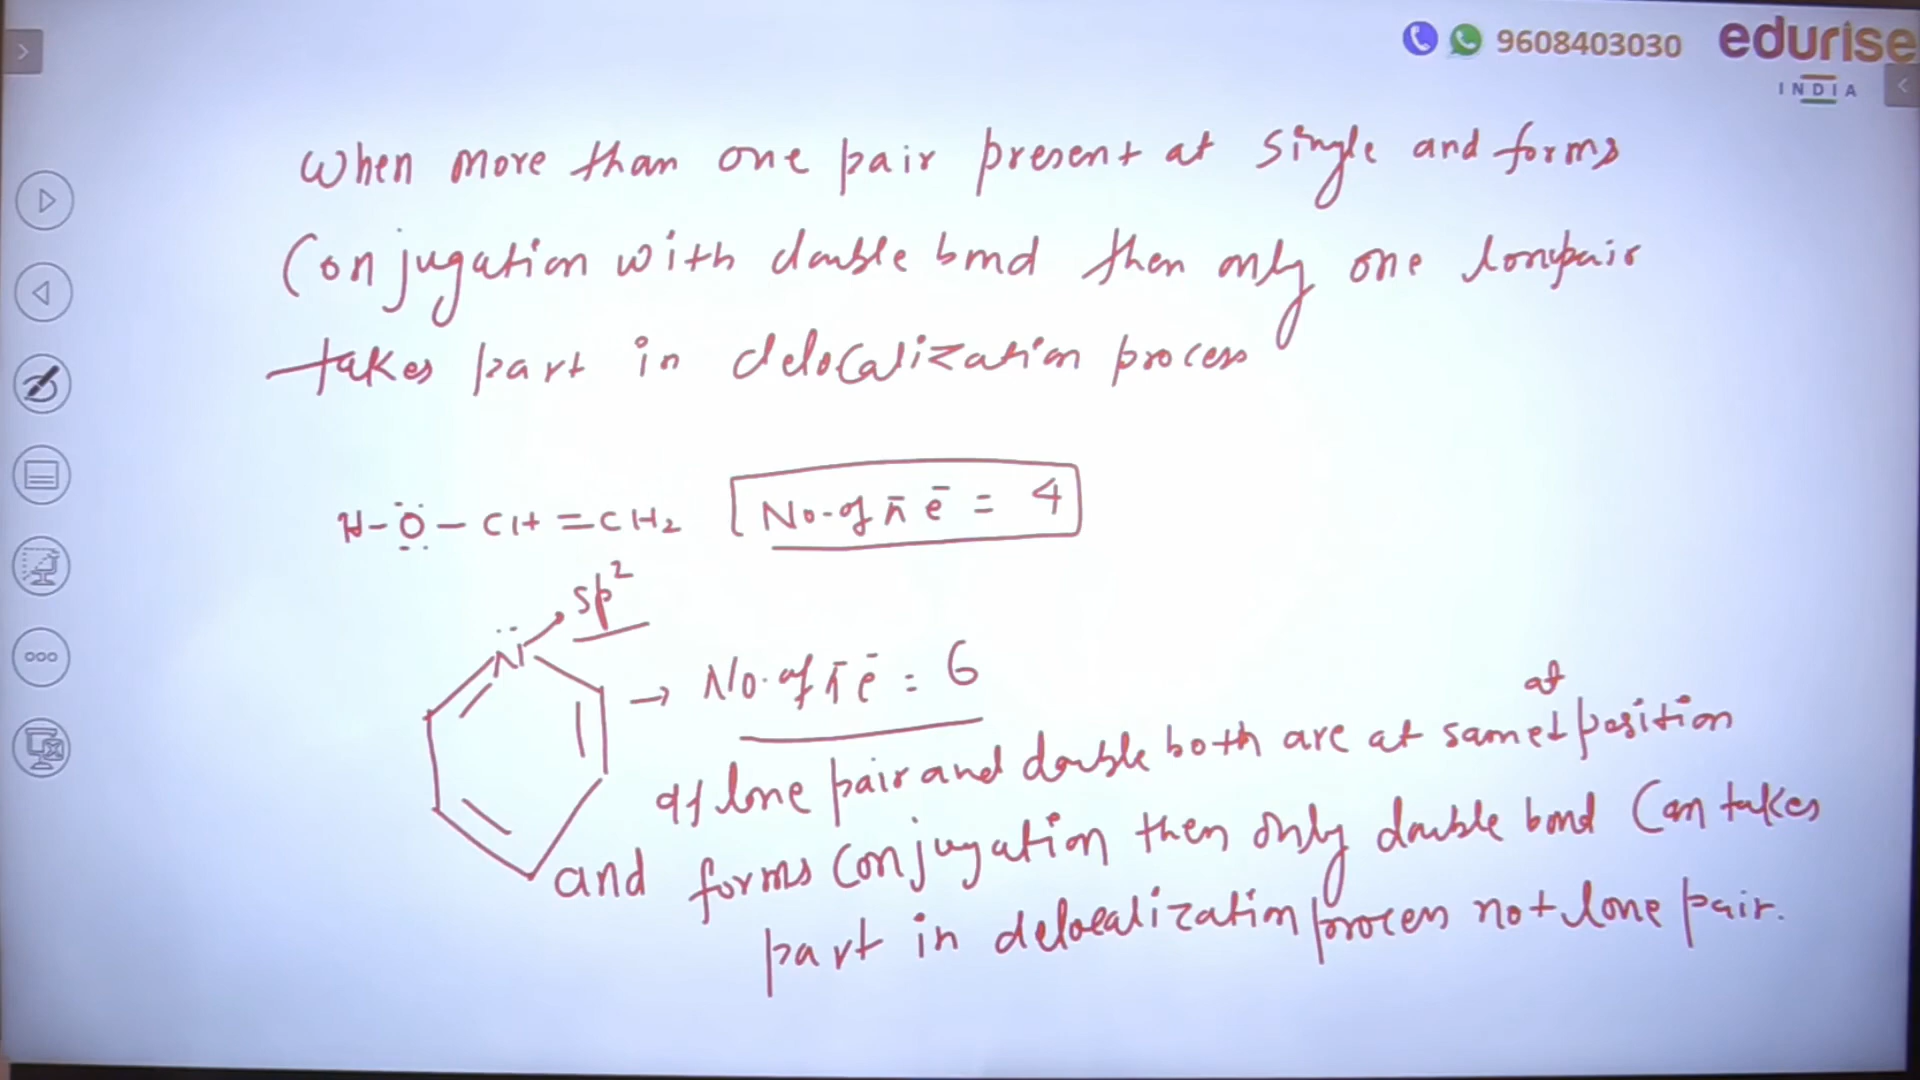 9608403030 edurise
INDIA
When more than one pair present at single and forms
Conjugation with double bond then only one lonepair
takes part in delocalization process
H-Ö-CH=CH₂ No. of π ē = 4
sp²
N
→ No. of π ē = 6
at
If lone pair and double both are at same position
and forms conjugation then only double bond can takes
part in delocalization process not lone pair.